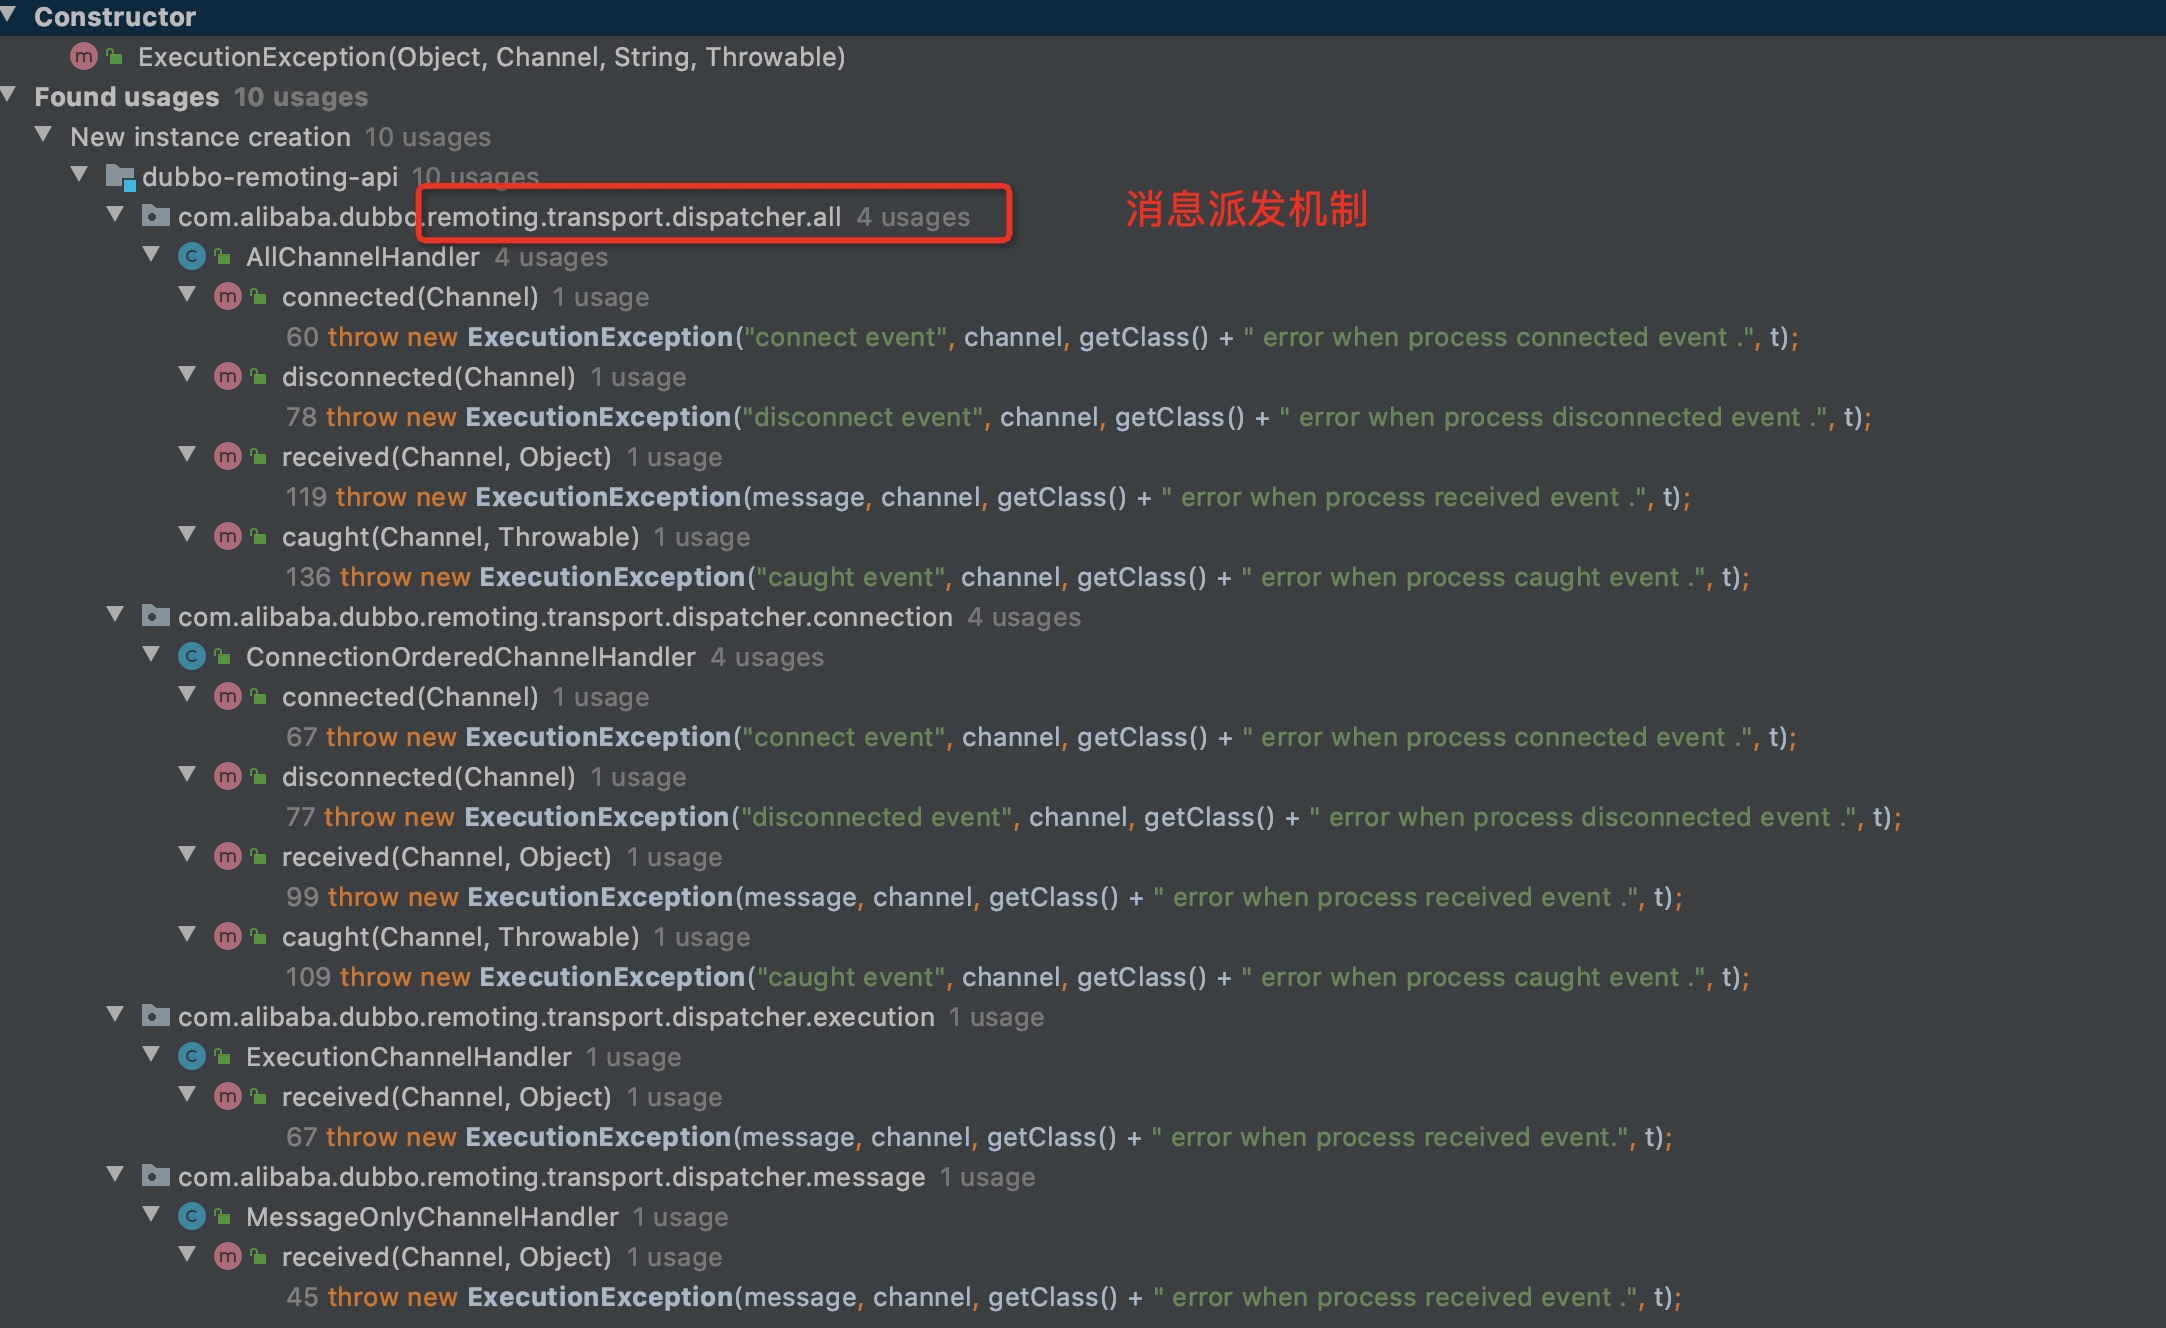 Constructor
ExecutionException(Object, Channel, String, Throwable)
Found usages 10 usages
New instance creation 10 usages
dubbo-remoting-api 10 usages
com.alibaba.dubbo.remoting.transport.dispatcher.all 4 usages 消息派发机制
AllChannelHandler 4 usages
connected(Channel) 1 usage
60 throw new ExecutionException("connect event", channel, getClass() + " error when process connected event .", t);
disconnected(Channel) 1 usage
78 throw new ExecutionException("disconnect event", channel, getClass() + " error when process disconnected event .", t);
received(Channel, Object) 1 usage
119 throw new ExecutionException(message, channel, getClass() + " error when process received event .", t);
caught(Channel, Throwable) 1 usage
136 throw new ExecutionException("caught event", channel, getClass() + " error when process caught event .", t);
com.alibaba.dubbo.remoting.transport.dispatcher.connection 4 usages
ConnectionOrderedChannelHandler 4 usages
connected(Channel) 1 usage
67 throw new ExecutionException("connect event", channel, getClass() + " error when process connected event .", t);
disconnected(Channel) 1 usage
77 throw new ExecutionException("disconnected event", channel, getClass() + " error when process disconnected event .", t);
received(Channel, Object) 1 usage
99 throw new ExecutionException(message, channel, getClass() + " error when process received event .", t);
caught(Channel, Throwable) 1 usage
109 throw new ExecutionException("caught event", channel, getClass() + " error when process caught event .", t);
com.alibaba.dubbo.remoting.transport.dispatcher.execution 1 usage
ExecutionChannelHandler 1 usage
received(Channel, Object) 1 usage
67 throw new ExecutionException(message, channel, getClass() + " error when process received event.", t);
com.alibaba.dubbo.remoting.transport.dispatcher.message 1 usage
MessageOnlyChannelHandler 1 usage
received(Channel, Object) 1 usage
45 throw new ExecutionException(message, channel, getClass() + " error when process received event .", t);